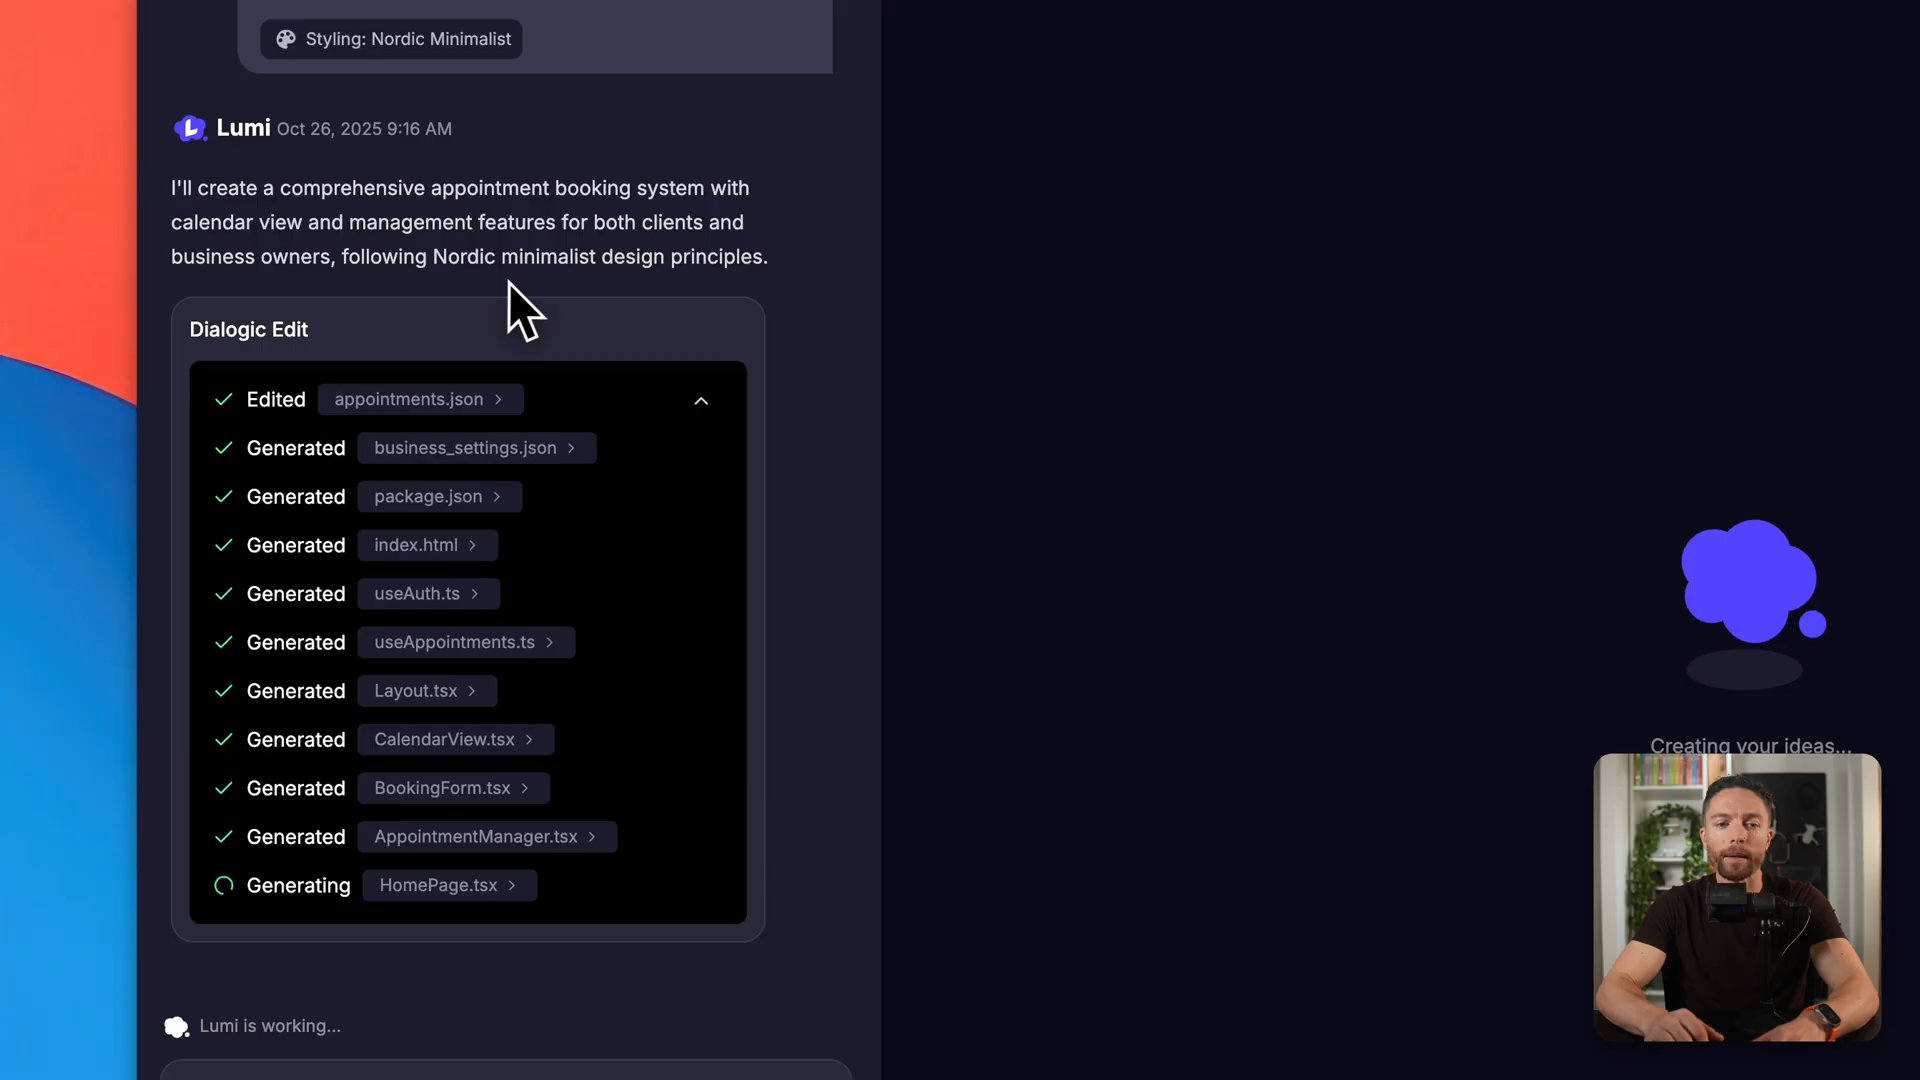 Styling: Nordic Minimalist
Lumi Oct 26, 2025 9:16 AM
I'll create a comprehensive appointment booking system with
calendar view and management features for both clients and
business owners, following Nordic minimalist design principles.
Dialogic Edit
Edited appointments.json
Generated business_settings.json
Generated package.json
Generated index.html
Generated useAuth.ts
Generated useAppointments.ts
Generated Layout.tsx
Generated CalendarView.tsx
Generated BookingForm.tsx
Generated AppointmentManager.tsx
Generating HomePage.tsx
Creating your ideas...
Lumi is working...